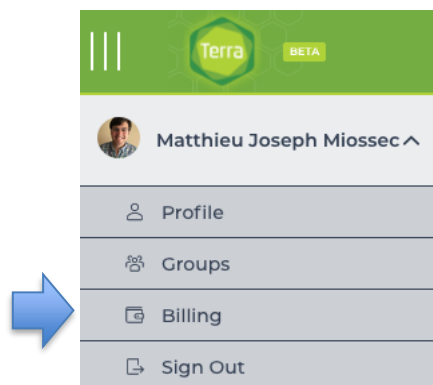 Terra
BETA
Matthieu Joseph Miossec
Profile
Groups
Billing
Sign Out